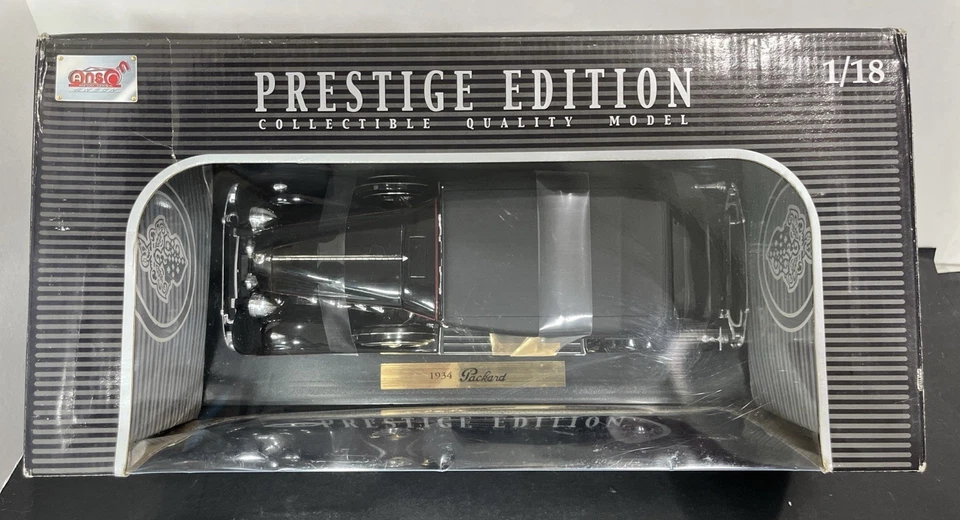 Anson
PRESTIGE EDITION
1/18
COLLECTIBLE QUALITY MODEL
1934 Packard
PRESTIGE EDITION